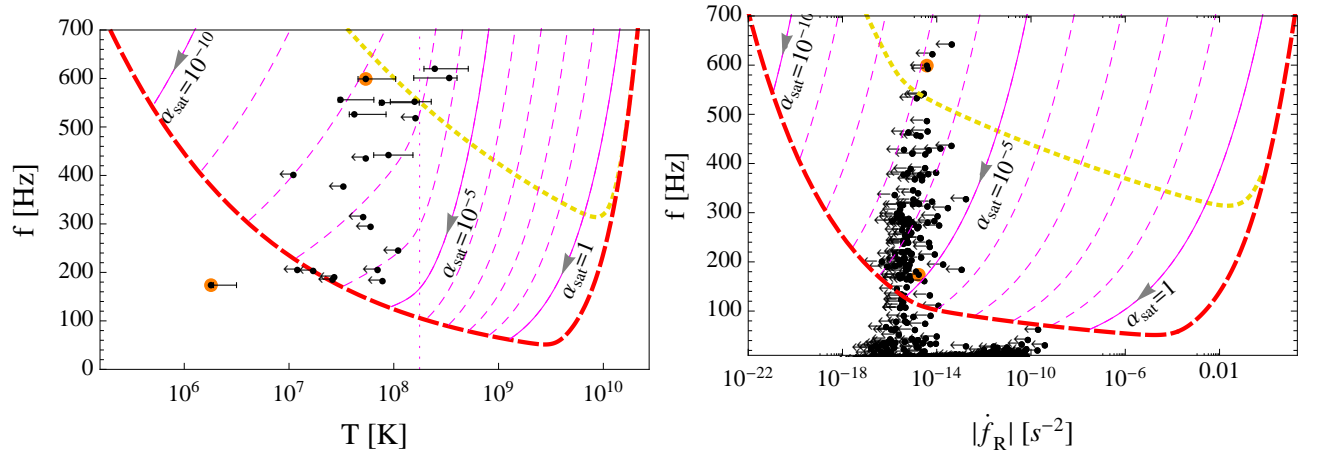 700
600
500
400
300
200
100
0
f [Hz]
α_sat=10^-10
α_sat=10^-5
α_sat=1
10^6
10^7
10^8
10^9
10^10
T [K]
700
600
500
400
300
200
100
f [Hz]
α_sat=10^-10
α_sat=10^-5
α_sat=1
10^-22
10^-18
10^-14
10^-10
10^-6
0.01
|ḟ_R| [s^-2]